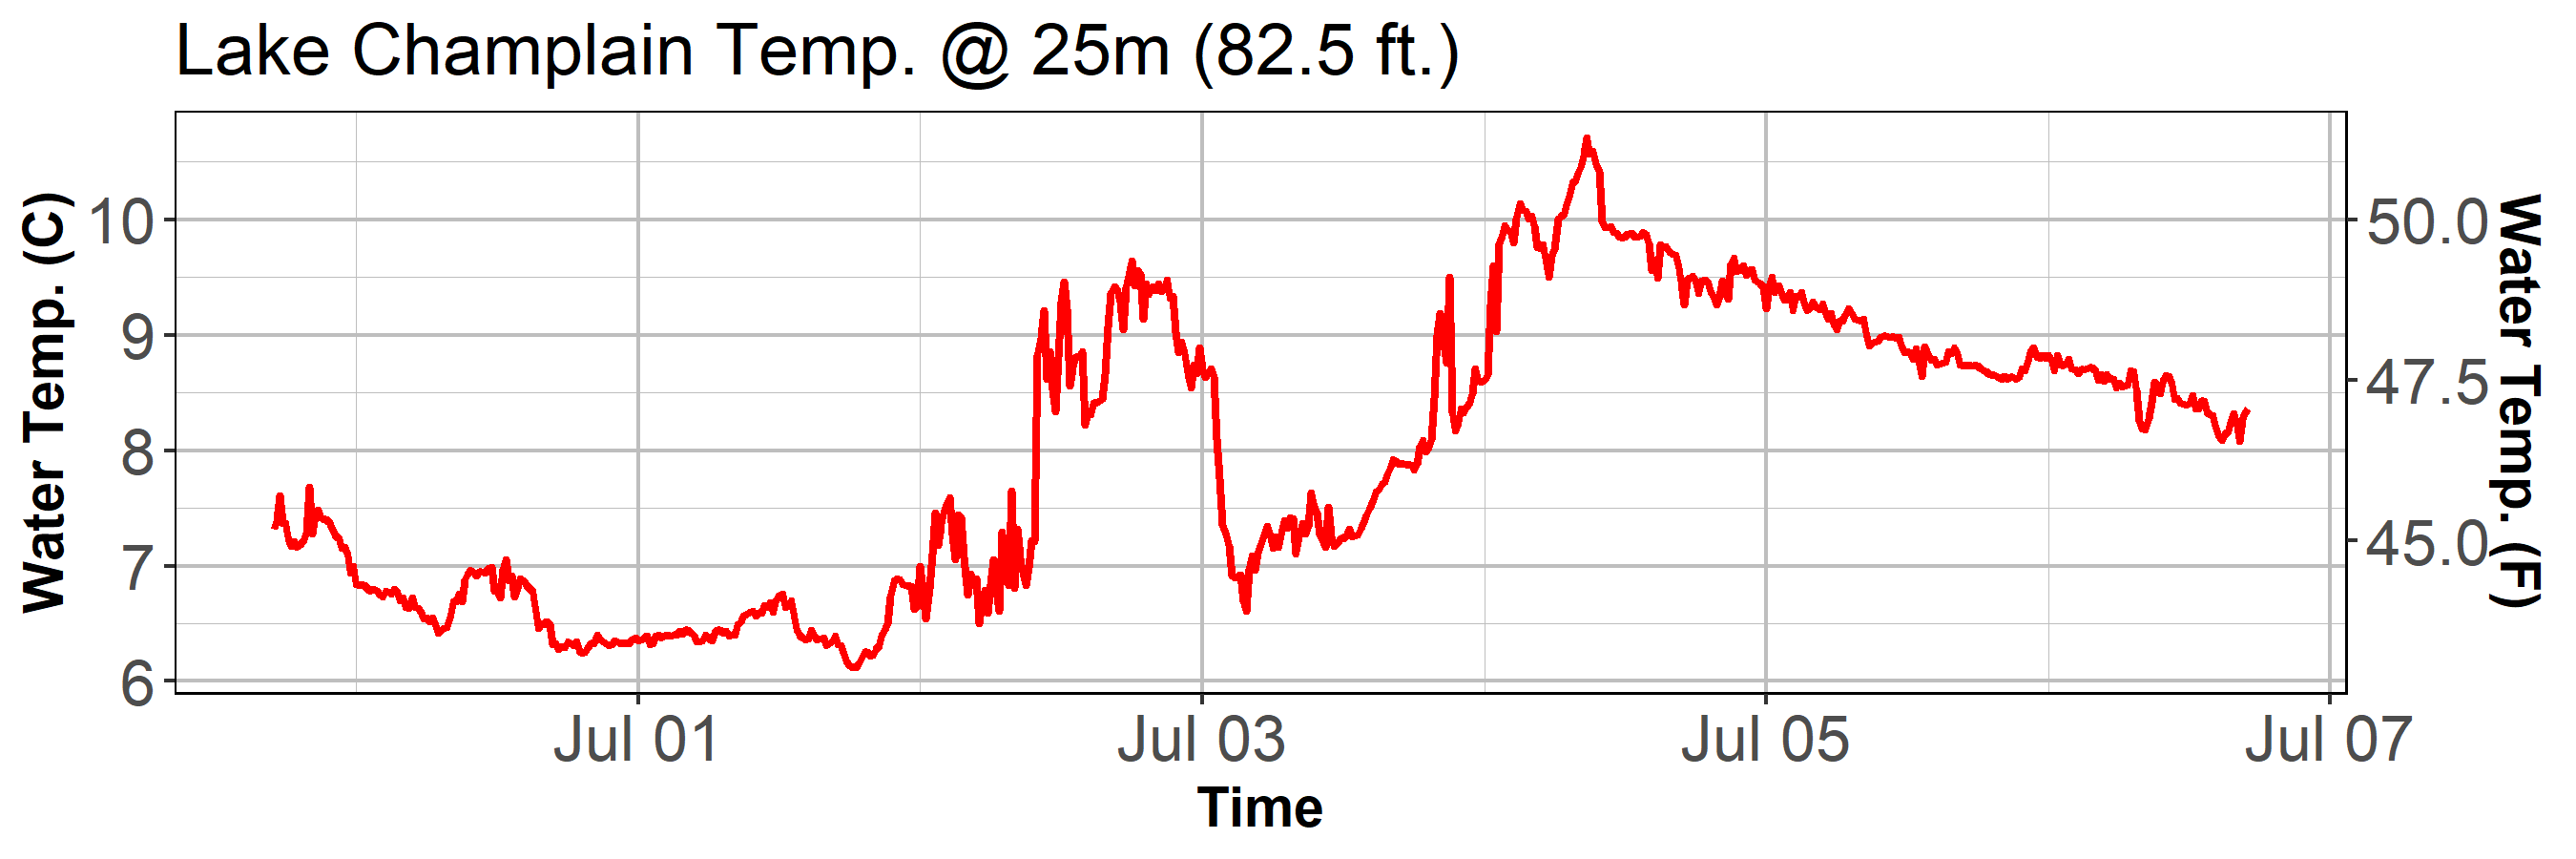 Lake Champlain Temp. @ 25m (82.5 ft.)
Water Temp. (C)
10
9
8
7
6
50.0
47.5
45.0
Water Temp. (F)
Jul 01 Jul 03 Jul 05 Jul 07
Time